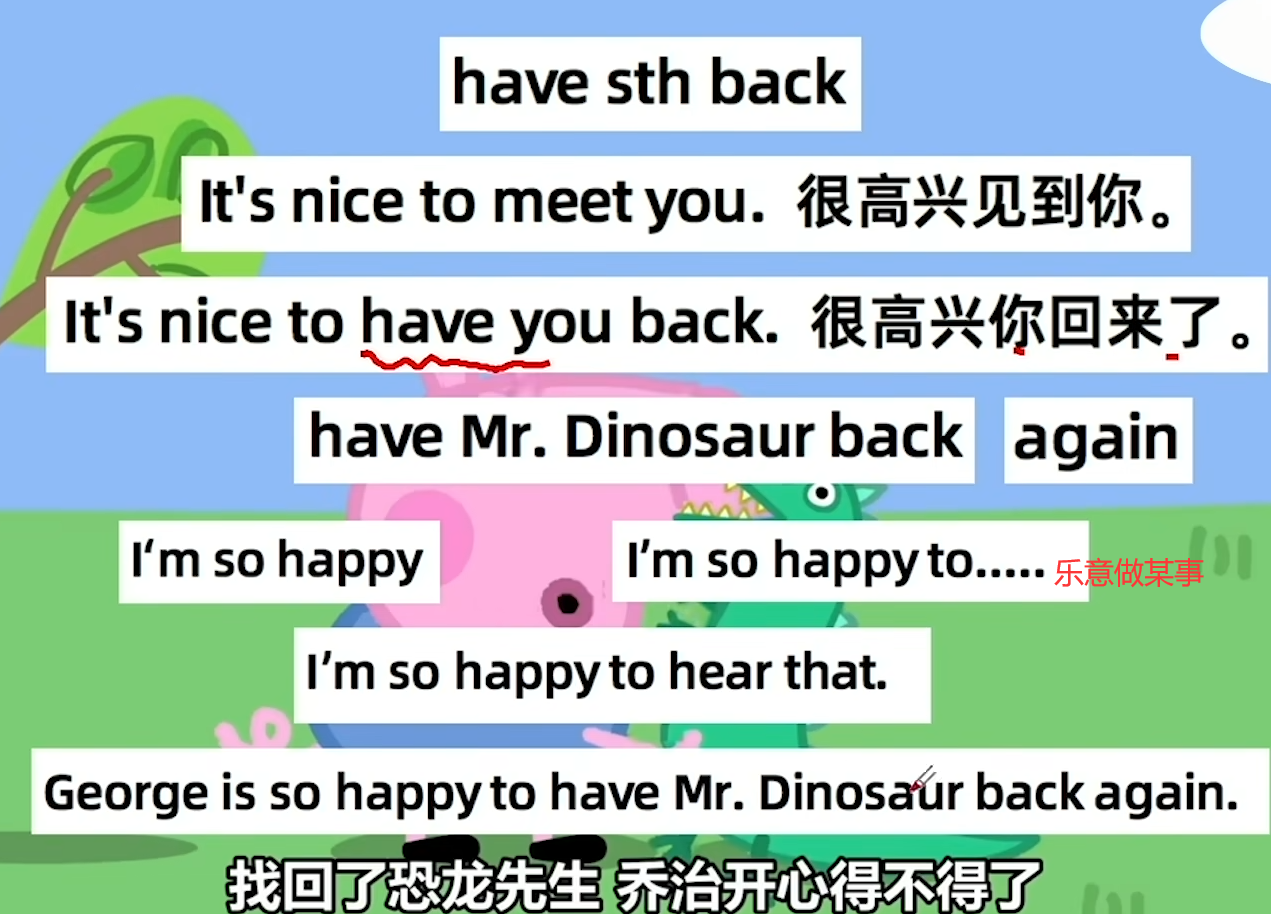 have sth back
It's nice to meet you. 很高兴见到你。
It's nice to have you back. 很高兴你回来了。
have Mr. Dinosaur back again
I‘m so happy I’m so happy to..... 乐意做某事
I’m so happy to hear that.
George is so happy to have Mr. Dinosaur back again.
找回了恐龙先生 乔治开心得不得了